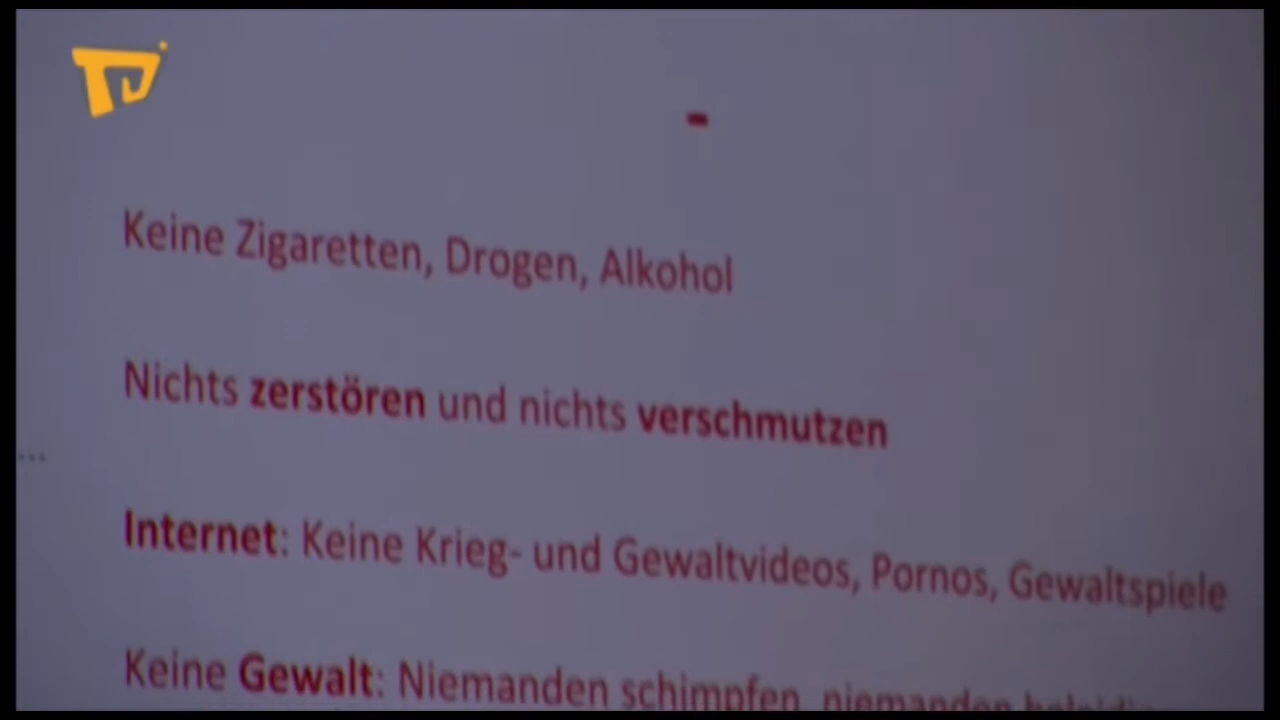 -
Keine Zigaretten, Drogen, Alkohol
Nichts zerstören und nichts verschmutzen
...
Internet: Keine Krieg- und Gewaltvideos, Pornos, Gewaltspiele
Keine Gewalt: Niemanden schimpfen, niemanden